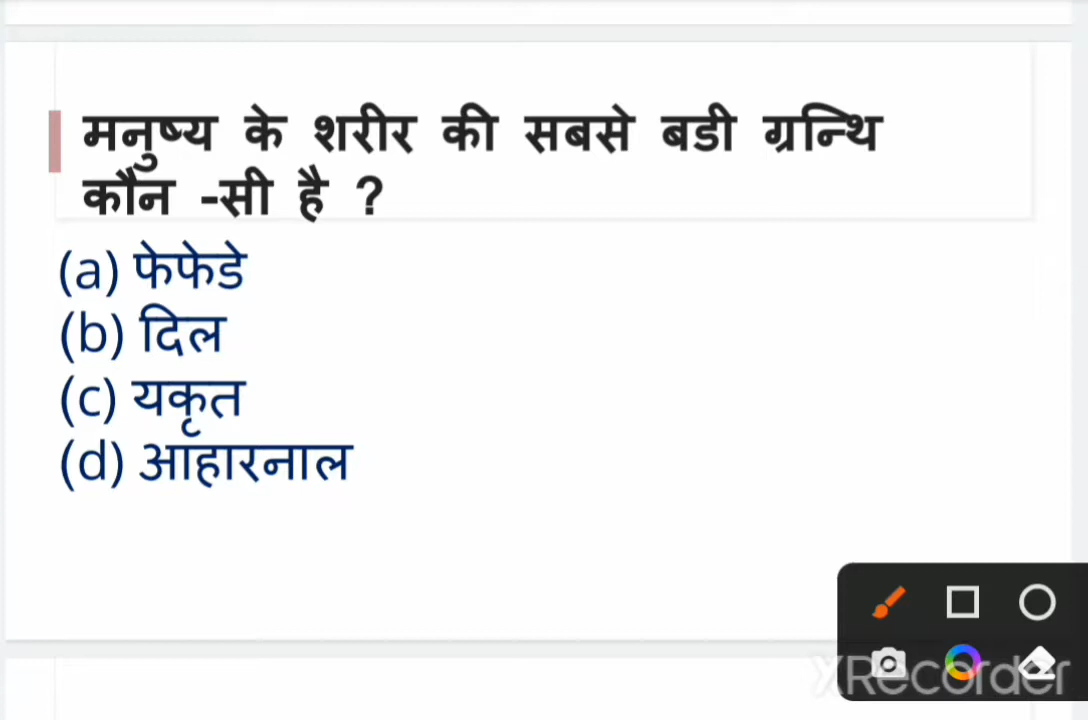 मनुष्य के शरीर की सबसे बडी ग्रन्थि
कौन -सी है ?
(a) फेफेडे
(b) दिल
(c) यकृत
(d) आहारनाल
XRecorder